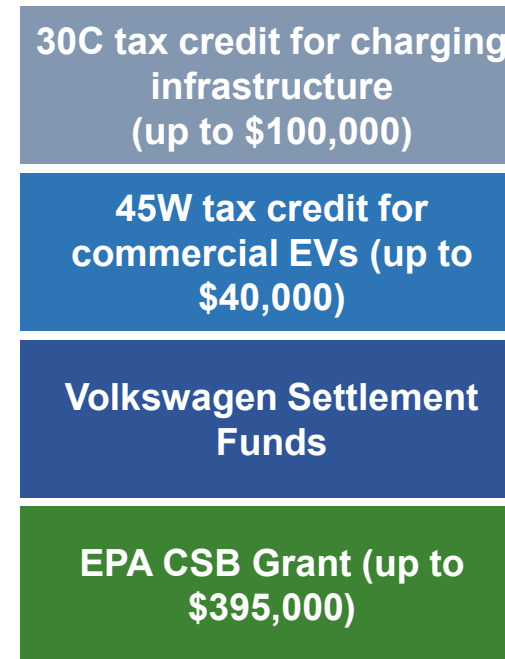 30C tax credit for charging
infrastructure
(up to $100,000)
45W tax credit for
commercial EVs (up to
$40,000)
Volkswagen Settlement
Funds
EPA CSB Grant (up to
$395,000)